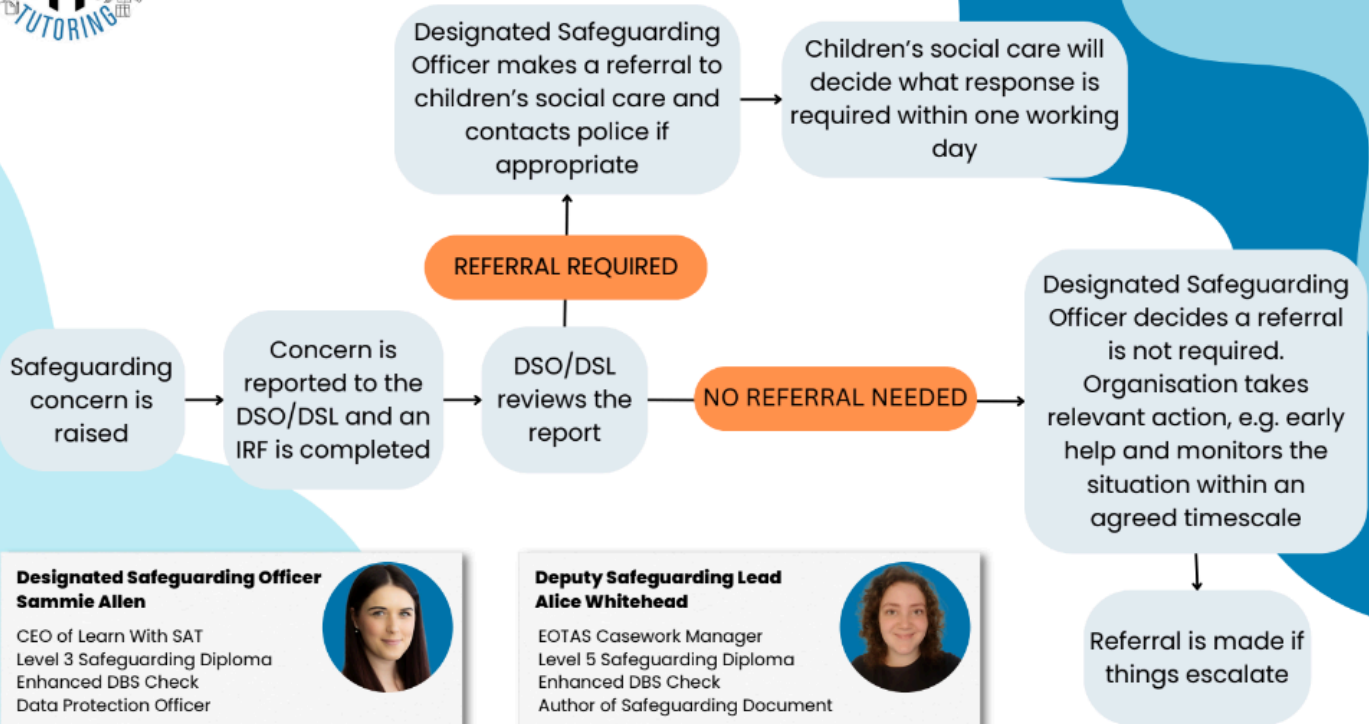 TUTORING
Designated Safeguarding
Officer makes a referral to
children's social care and
contacts police if
appropriate
Children's social care will
decide what response is
required within one working
day
REFERRAL REQUIRED
Safeguarding
concern is
raised
Concern is
reported to the
DSO/DSL and an
IRF is completed
DSO/DSL
reviews the
report
NO REFERRAL NEEDED
Designated Safeguarding
Officer decides a referral
is not required.
Organisation takes
relevant action, e.g. early
help and monitors the
situation within an
agreed timescale
Referral is made if
things escalate
Designated Safeguarding Officer
Sammie Allen
CEO of Learn With SAT
Level 3 Safeguarding Diploma
Enhanced DBS Check
Data Protection Officer
Deputy Safeguarding Lead
Alice Whitehead
EOTAS Casework Manager
Level 5 Safeguarding Diploma
Enhanced DBS Check
Author of Safeguarding Document